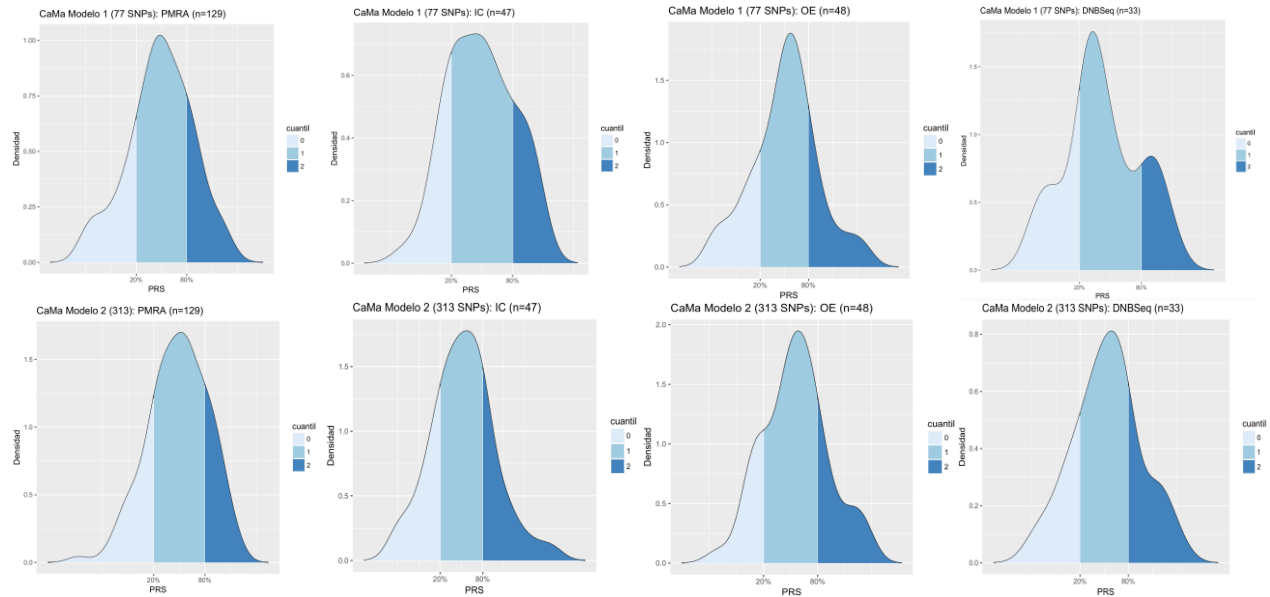 CaMa Modelo 1 (77 SNPs): PMRA (n=129)
1.00
0.75
0.50
0.25
0.00
Densidad
20%
80%
PRS
cuantil
0
1
2
CaMa Modelo 1 (77 SNPs): IC (n=47)
0.6
0.4
0.2
0.0
Densidad
20%
80%
PRS
cuantil
0
1
2
CaMa Modelo 1 (77 SNPs): OE (n=48)
1.5
1.0
0.5
0.0
Densidad
20%
80%
PRS
cuantil
0
1
2
CaMa Modelo 1 (77 SNPs): DNBSeq (n=33)
1.5
1.0
0.5
0.0
Densidad
20%
80%
PRS
cuantil
0
1
2
CaMa Modelo 2 (313): PMRA (n=129)
1.5
1.0
0.5
0.0
Densidad
20%
80%
PRS
cuantil
0
1
2
CaMa Modelo 2 (313 SNPs): IC (n=47)
1.5
1.0
0.5
0.0
Densidad
20%
80%
PRS
cuantil
0
1
2
CaMa Modelo 2 (313 SNPs): OE (n=48)
2.0
1.5
1.0
0.5
0.0
Densidad
20%
80%
PRS
cuantil
0
1
2
CaMa Modelo 2 (313 SNPs): DNBSeq (n=33)
0.8
0.6
0.4
0.2
0.0
Densidad
20%
80%
PRS
cuantil
0
1
2